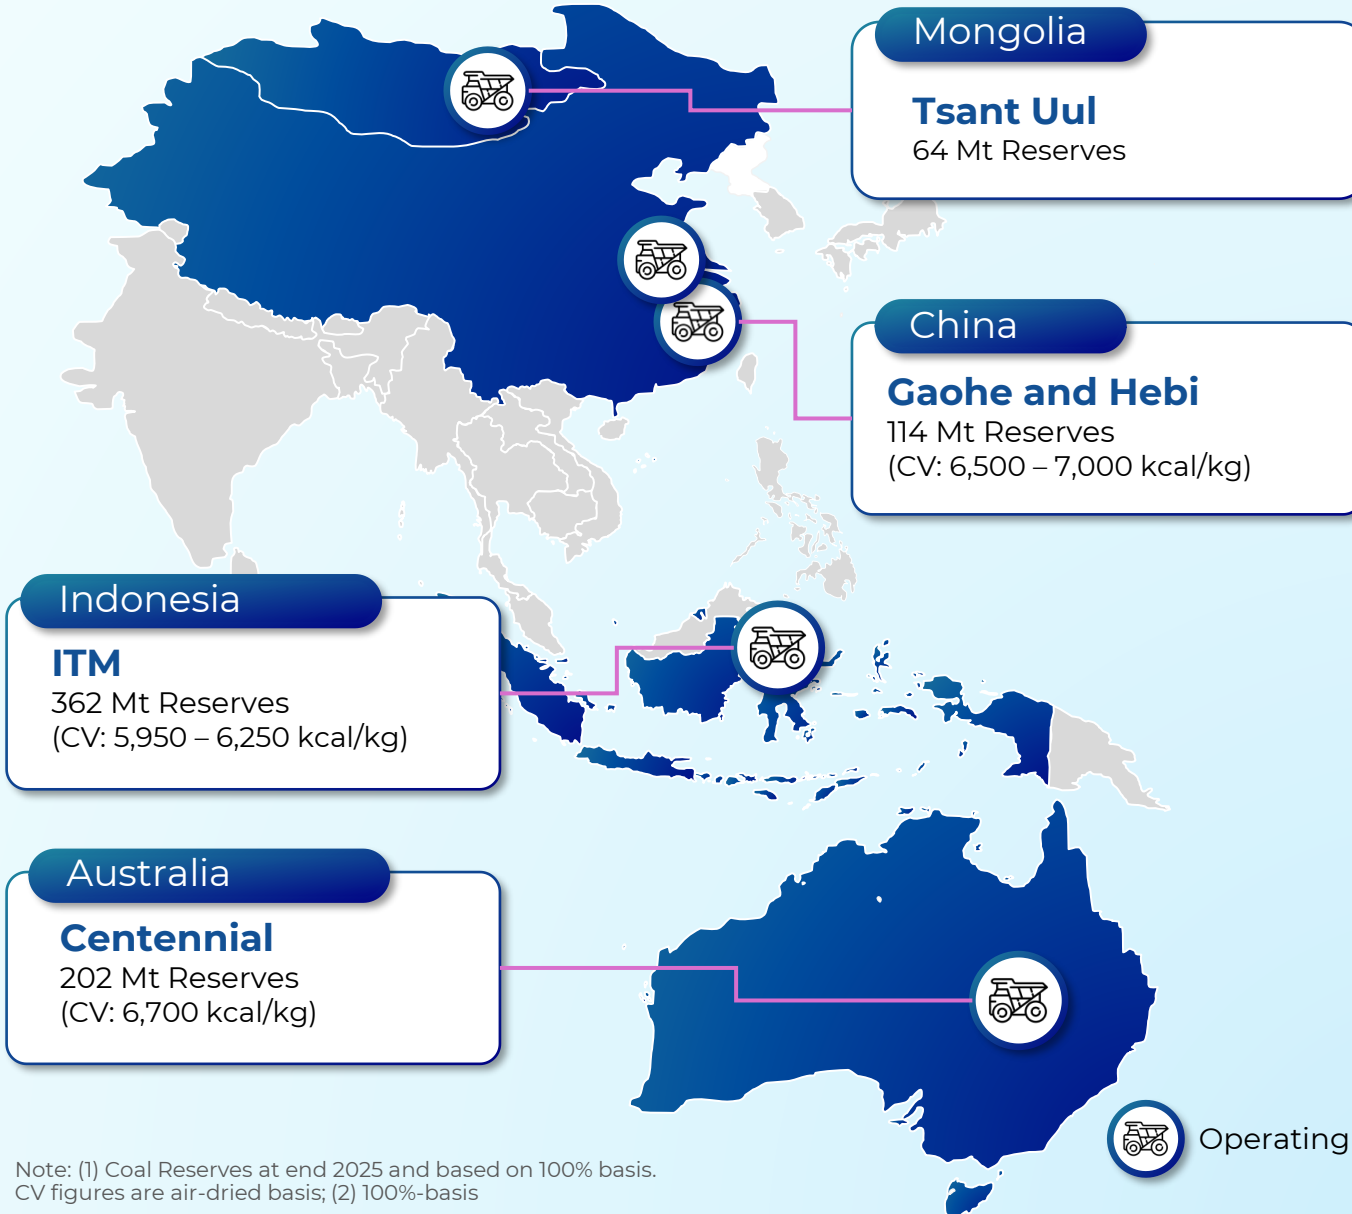 Mongolia
Tsant Uul
64 Mt Reserves
China
Gaohe and Hebi
114 Mt Reserves
(CV: 6,500 – 7,000 kcal/kg)
Indonesia
ITM
362 Mt Reserves
(CV: 5,950 – 6,250 kcal/kg)
Australia
Centennial
202 Mt Reserves
(CV: 6,700 kcal/kg)
Operating
Note: (1) Coal Reserves at end 2025 and based on 100% basis.
CV figures are air-dried basis; (2) 100%-basis